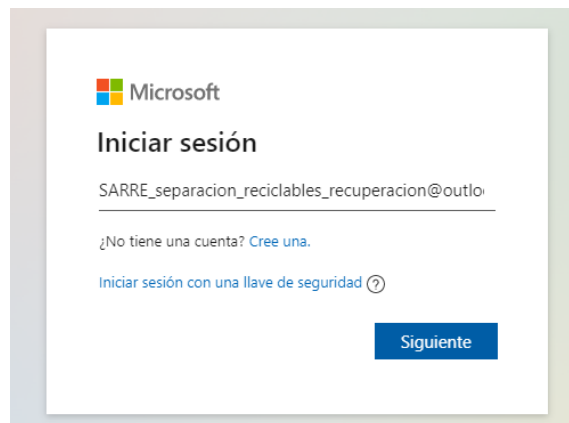 Microsoft
Iniciar sesión
SARRE_separacion_reciclables_recuperacion@outlo
¿No tiene una cuenta? Cree una.
Iniciar sesión con una llave de seguridad ?
Siguiente